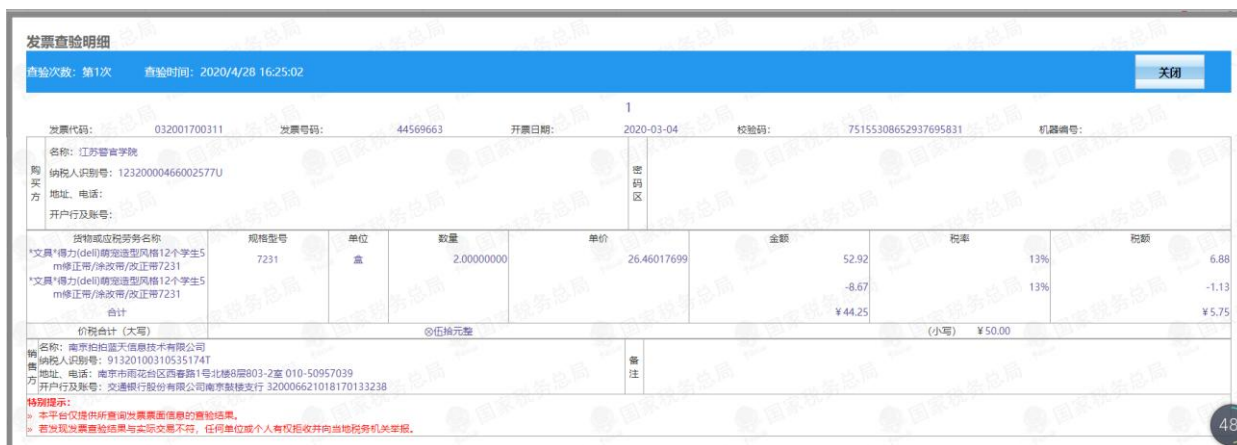 发票查验明细
查验次数：第1次 查验时间：2020/4/28 16:25:02
关闭
1
发票代码： 032001700311 发票号码： 44569663 开票日期： 2020-03-04 校验码： 75155308652937695831 机器编号：
购买方
名称：江苏警官学院
纳税人识别号：12320000466002577U
地址、电话：
开户行及账号：
密码区
货物或应税劳务名称 规格型号 单位 数量 单价 金额 税率 税额
*文具*得力(deli)萌宠造型风格12个学生5
m修正带/涂改带/改正带7231
7231 盒 2.00000000 26.46017699 52.92 13% 6.88
*文具*得力(deli)萌宠造型风格12个学生5
m修正带/涂改带/改正带7231
-8.67 13% -1.13
合计 ¥44.25 ¥5.75
价税合计（大写） ⊗伍拾元整 （小写） ¥50.00
销售方
名称：南京拍拍蓝天信息技术有限公司
纳税人识别号：91320100310535174T
地址、电话：南京市雨花台区西春路1号北楼8层803-2室 010-50957039
开户行及账号：交通银行股份有限公司南京鼓楼支行 320006621018170133238
备注
特别提示：
» 本平台仅提供所查询发票票面信息的查验结果。
» 若发现发票查验结果与实际交易不符，任何单位或个人有权拒收并向当地税务机关举报。
48
国家税务总局